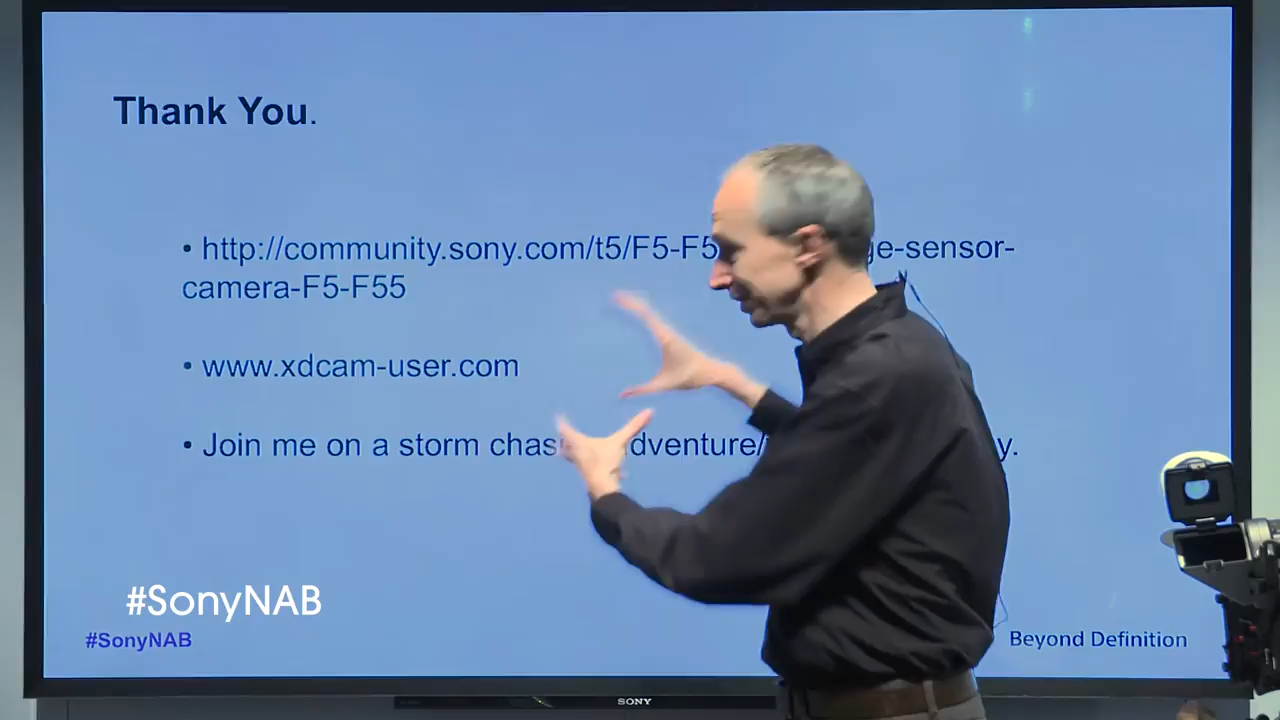 Thank You.
• http://community.sony.com/t5/F5-F5 ge-sensor-
camera-F5-F55
• www.xdcam-user.com
• Join me on a storm chas dventure/ y.
#SonyNAB
#SonyNAB
Beyond Definition
SONY